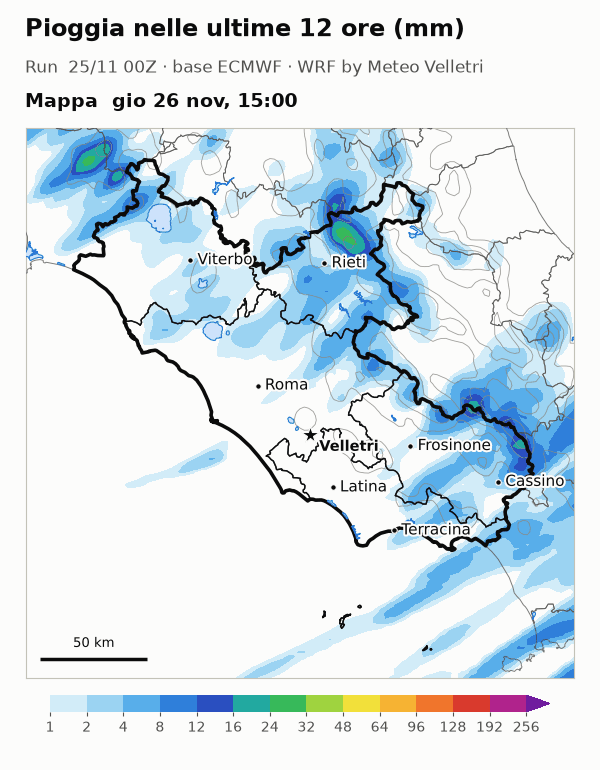 Pioggia nelle ultime 12 ore (mm)
Run  25/11 00Z · base ECMWF · WRF by Meteo Velletri
Mappa  gio 26 nov, 15:00
Viterbo
Rieti
Roma
Velletri
Frosinone
Cassino
Latina
Terracina
50 km
1 2 4 8 12 16 24 32 48 64 96 128 192 256